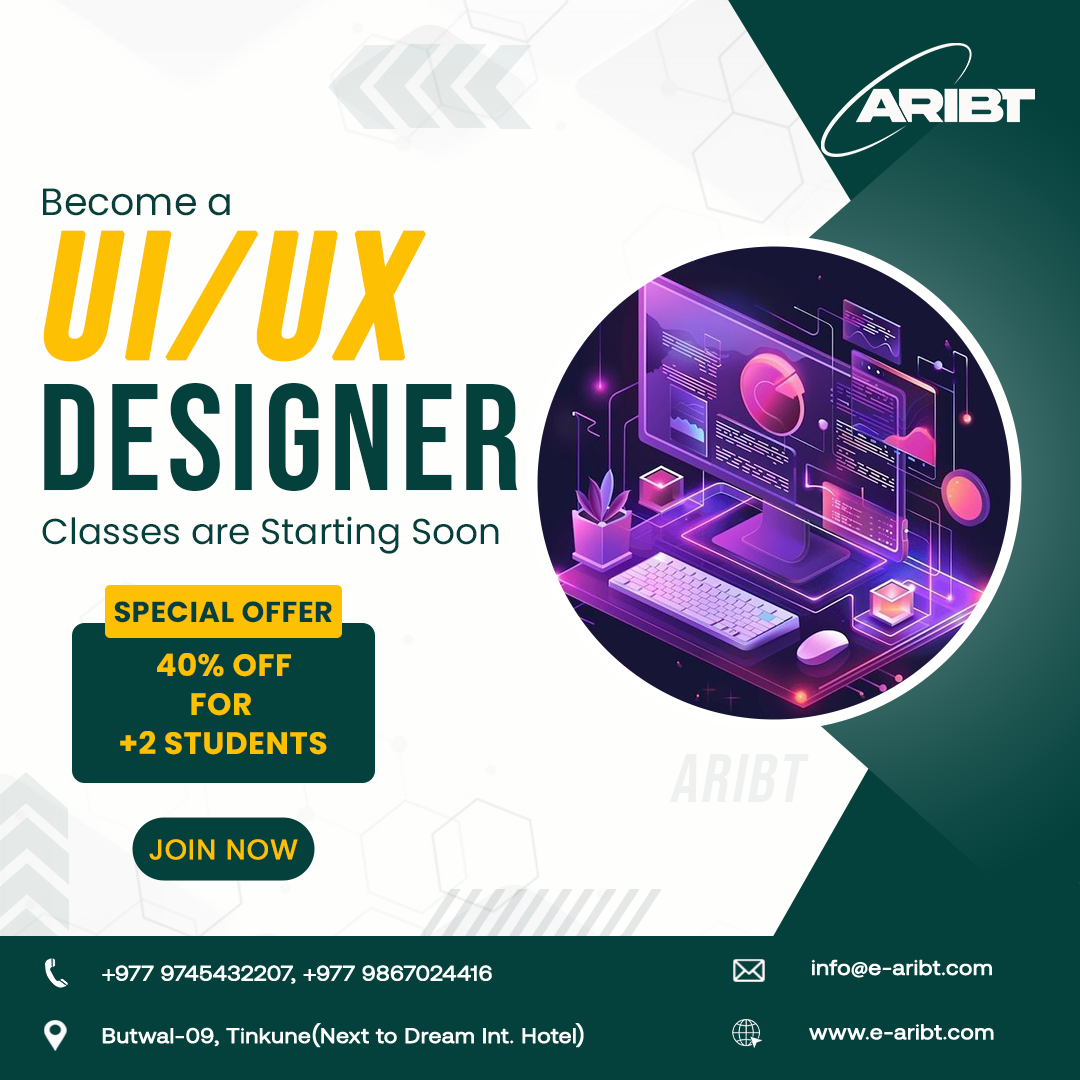 ARIBT
Become a
UI/UX
DESIGNER
Classes are Starting Soon
SPECIAL OFFER
40% OFF
FOR
+2 STUDENTS
ARIBT
JOIN NOW
+977 9745432207, +977 9867024416
info@e-aribt.com
Butwal-09, Tinkune(Next to Dream Int. Hotel)
www.e-aribt.com